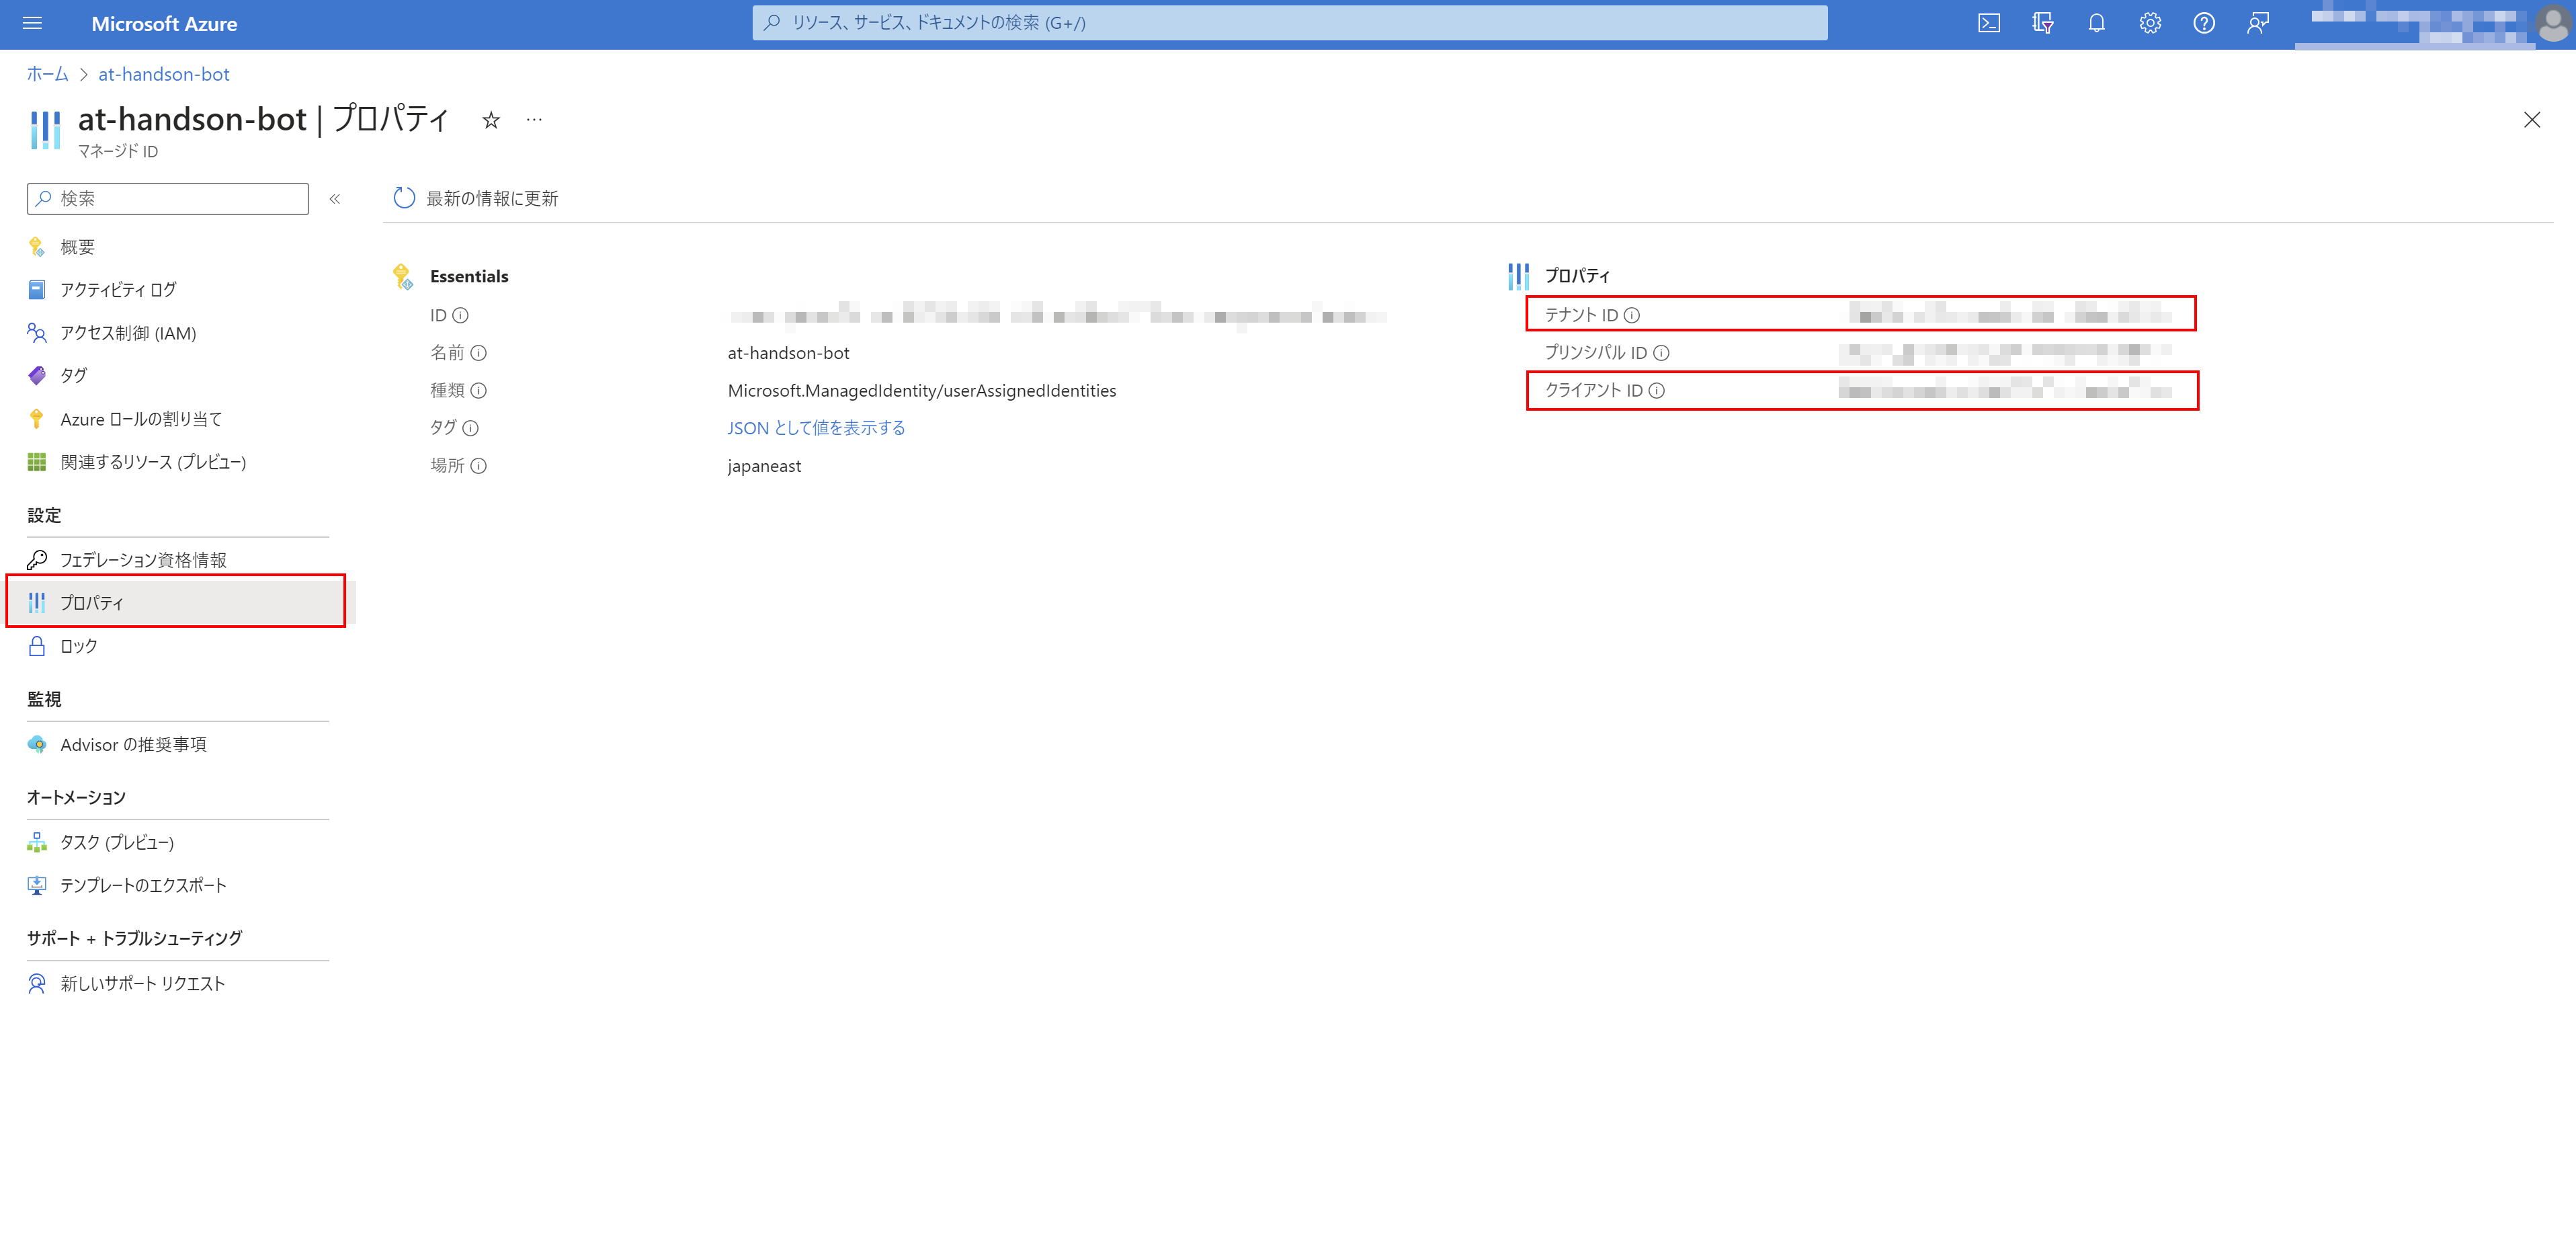 Microsoft Azure
リソース、サービス、ドキュメントの検索 (G+/)
ホーム > at-handson-bot
at-handson-bot | プロパティ
マネージド ID
検索
最新の情報に更新
概要
アクティビティ ログ
アクセス制御 (IAM)
タグ
Azure ロールの割り当て
関連するリソース (プレビュー)
設定
フェデレーション資格情報
プロパティ
ロック
監視
Advisor の推奨事項
オートメーション
タスク (プレビュー)
テンプレートのエクスポート
サポート + トラブルシューティング
新しいサポート リクエスト
Essentials
ID
名前 at-handson-bot
種類 Microsoft.ManagedIdentity/userAssignedIdentities
タグ JSON として値を表示する
場所 japaneast
プロパティ
テナント ID
プリンシパル ID
クライアント ID